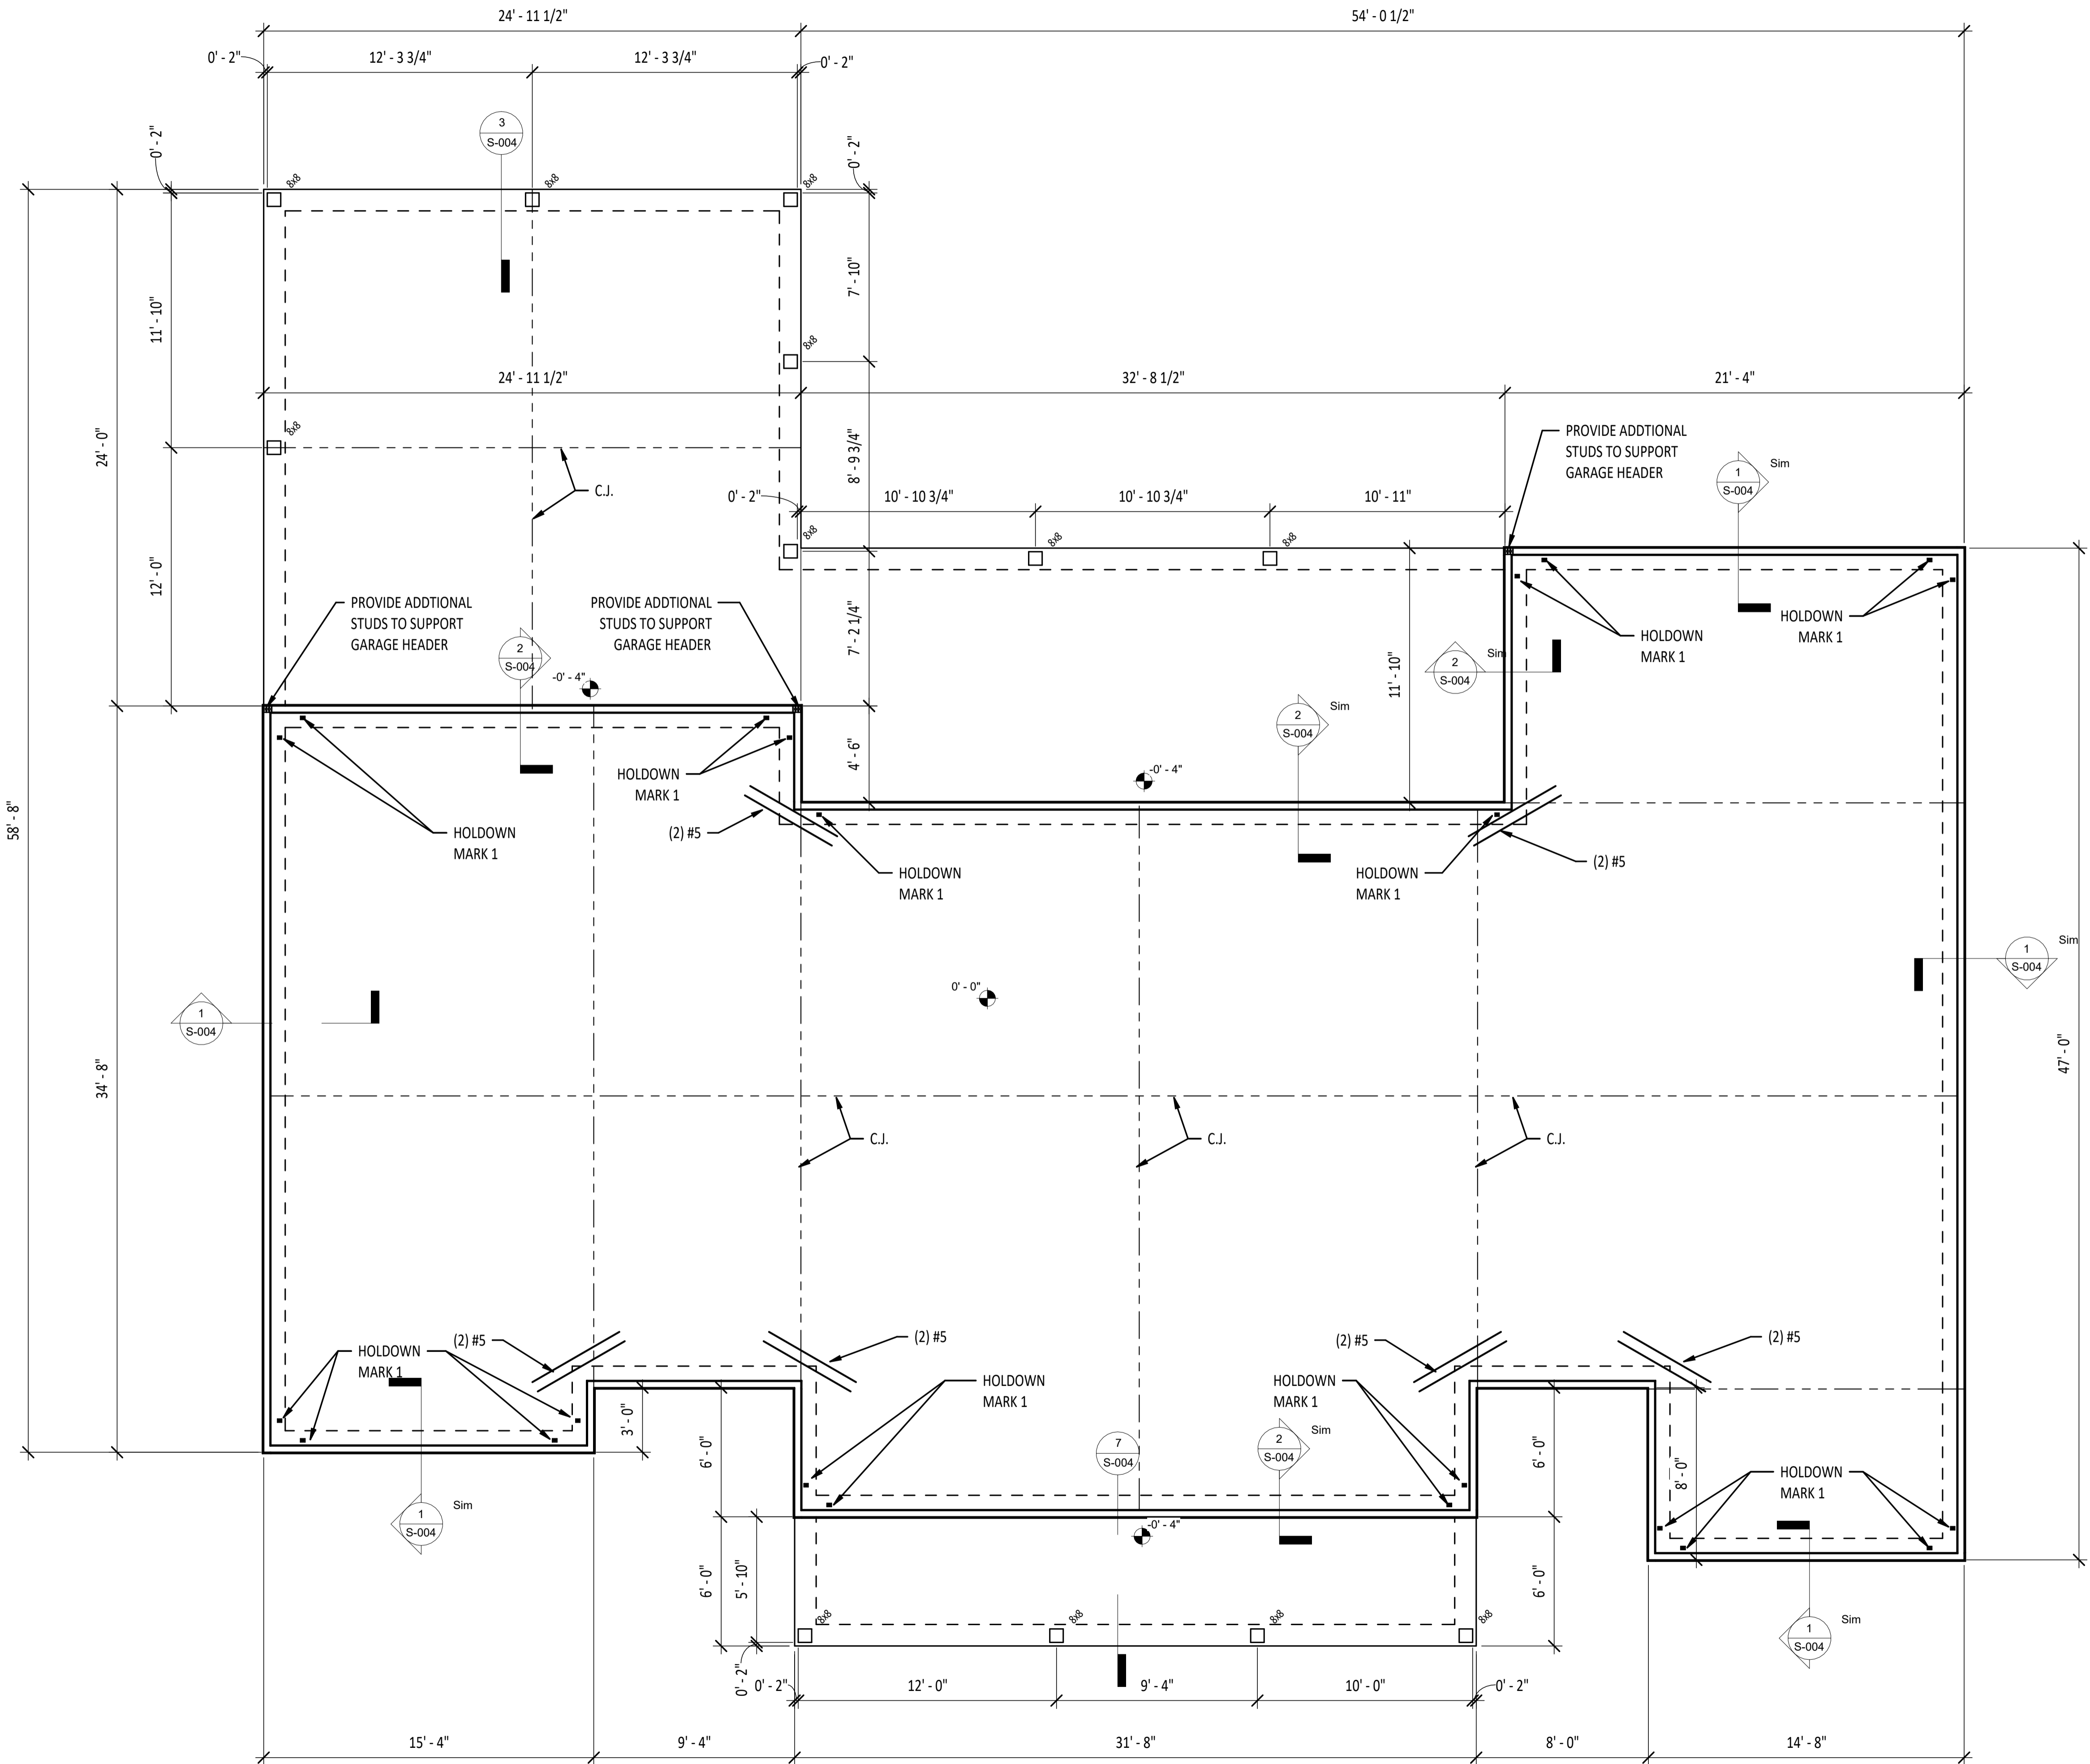 24' - 11 1/2"
54' - 0 1/2"
0' - 2"
12' - 3 3/4"
12' - 3 3/4"
0' - 2"
3
S-004
0' - 2"
0' - 2"
8x8
8x8
8x8
7' - 10"
11' - 10"
8x8
24' - 11 1/2"
32' - 8 1/2"
21' - 4"
8x8
24' - 0"
8' - 9 3/4"
PROVIDE ADDTIONAL
STUDS TO SUPPORT
GARAGE HEADER
1
S-004
Sim
C.J.
0' - 2"
10' - 10 3/4"
10' - 10 3/4"
10' - 11"
8x8
8x8
8x8
12' - 0"
PROVIDE ADDTIONAL
STUDS TO SUPPORT
GARAGE HEADER
PROVIDE ADDTIONAL
STUDS TO SUPPORT
GARAGE HEADER
7' - 2 1/4"
HOLDOWN
MARK 1
HOLDOWN
MARK 1
2
S-004
-0' - 4"
2
S-004
Sim
11' - 10"
2
S-004
Sim
4' - 6"
HOLDOWN
MARK 1
-0' - 4"
58' - 8"
HOLDOWN
MARK 1
(2) #5
HOLDOWN
MARK 1
HOLDOWN
MARK 1
(2) #5
1
S-004
Sim
0' - 0"
1
S-004
34' - 8"
47' - 0"
C.J.
C.J.
C.J.
HOLDOWN
MARK 1
(2) #5
(2) #5
(2) #5
(2) #5
HOLDOWN
MARK 1
HOLDOWN
MARK 1
3' - 0"
6' - 0"
7
S-004
2
S-004
Sim
6' - 0"
8' - 0"
HOLDOWN
MARK 1
1
S-004
Sim
-0' - 4"
6' - 0"
5' - 10"
6' - 0"
8x8
8x8
8x8
8x8
1
S-004
Sim
0' - 2"
0' - 2"
12' - 0"
9' - 4"
10' - 0"
0' - 2"
15' - 4"
9' - 4"
31' - 8"
8' - 0"
14' - 8"